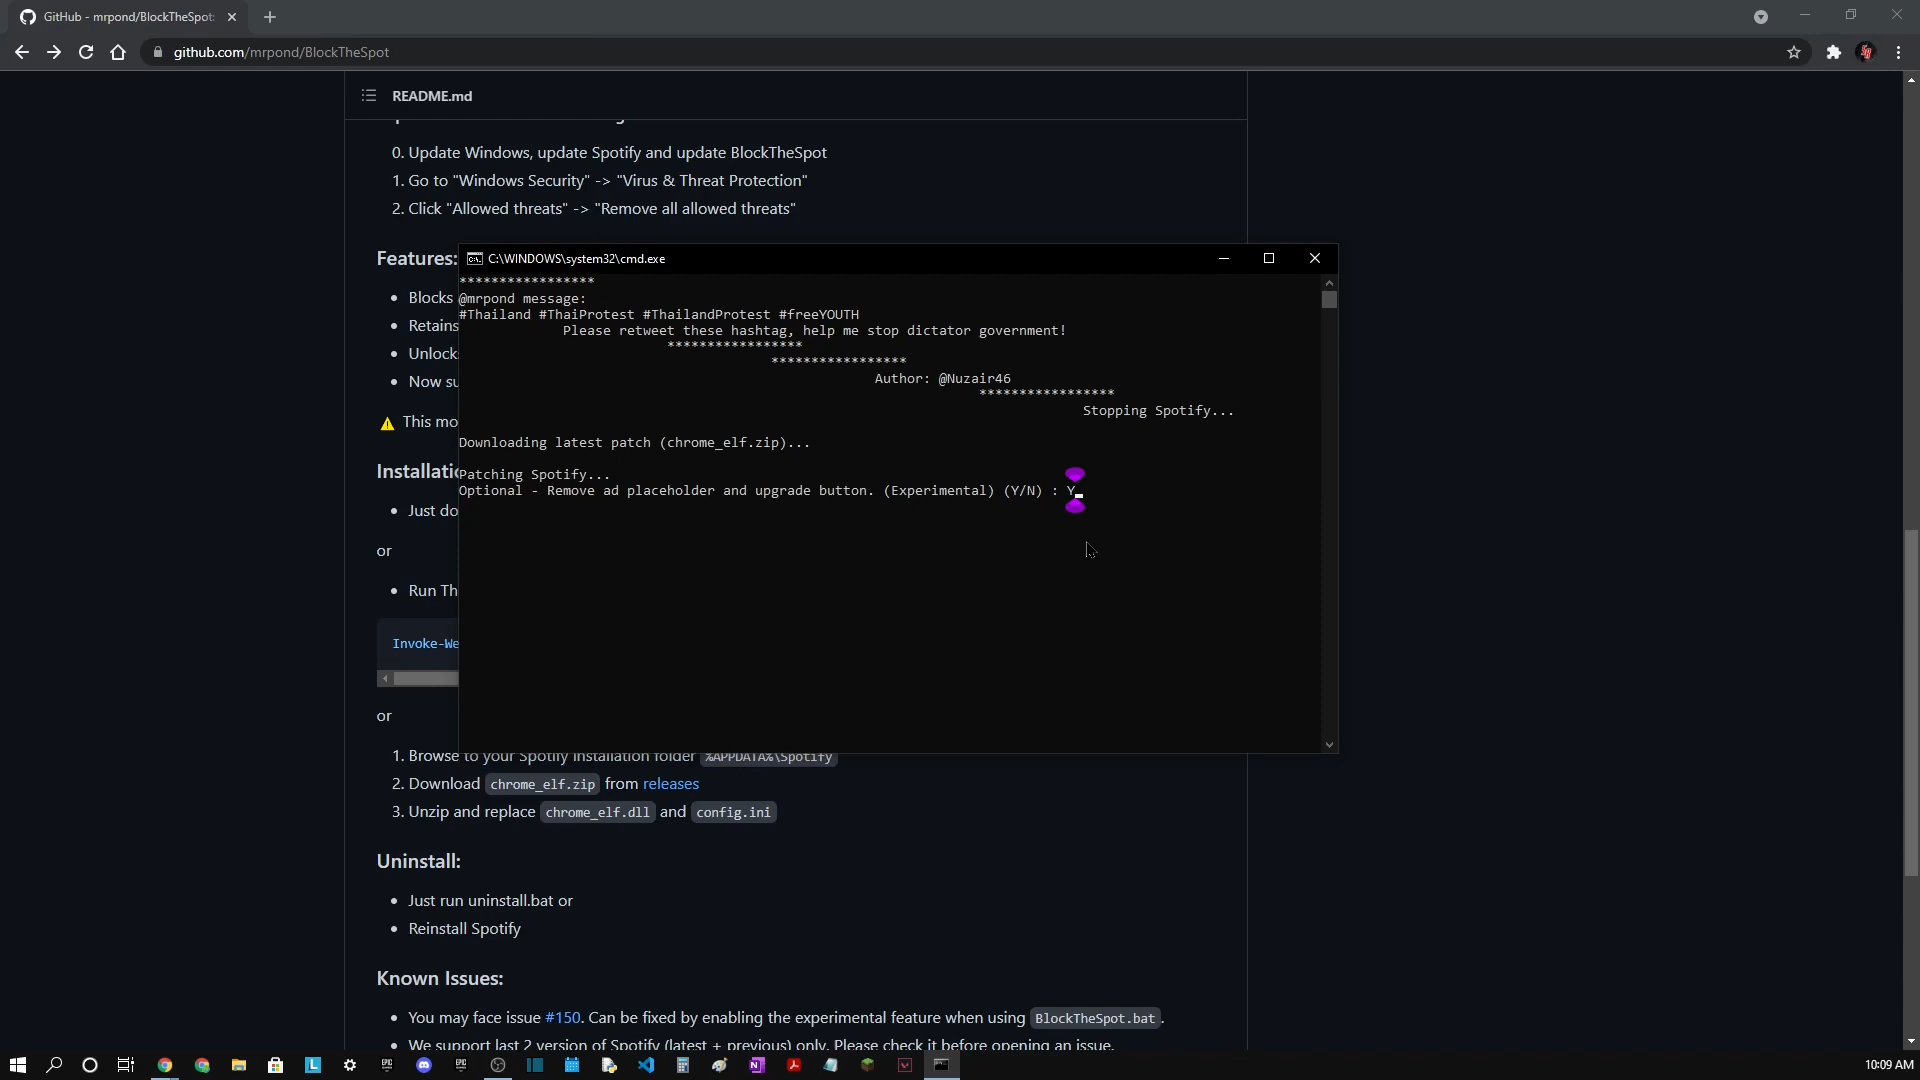 GitHub - mrpond/BlockTheSpot:
github.com/mrpond/BlockTheSpot
README.md
0. Update Windows, update Spotify and update BlockTheSpot
1. Go to "Windows Security" -> "Virus & Threat Protection"
2. Click "Allowed threats" -> "Remove all allowed threats"
Features:
C:\WINDOWS\system32\cmd.exe
*****************
• Blocks
@mrpond message:
#Thailand #ThaiProtest #ThailandProtest #freeYOUTH
• Retains
Please retweet these hashtag, help me stop dictator government!
*****************
• Unlock
*****************
• Now su
Author: @Nuzair46
*****************
Stopping Spotify...
⚠ This mo
Downloading latest patch (chrome_elf.zip)...
Installatio
Patching Spotify...
Optional - Remove ad placeholder and upgrade button. (Experimental) (Y/N) : Y
• Just do
or
• Run Th
Invoke-We
or
1. Browse to your Spotify installation folder %APPDATA%\Spotify
2. Download chrome_elf.zip from releases
3. Unzip and replace chrome_elf.dll and config.ini
Uninstall:
• Just run uninstall.bat or
• Reinstall Spotify
Known Issues:
• You may face issue #150. Can be fixed by enabling the experimental feature when using BlockTheSpot.bat.
• We support last 2 version of Spotify (latest + previous) only. Please check it before opening an issue.
10:09 AM